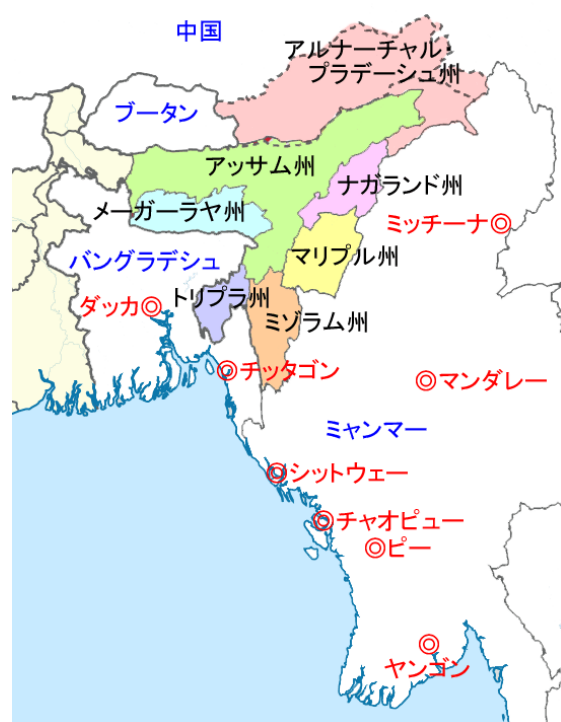 中国
アルナーチャル・
プラデーシュ州
ブータン
アッサム州
ナガランド州
メーガーラヤ州
ミッチーナ
バングラデシュ
マリプル州
トリプラ州
ダッカ
ミゾラム州
チッタゴン
マンダレー
ミャンマー
シットウェー
チャオピュー
ピー
ヤンゴン